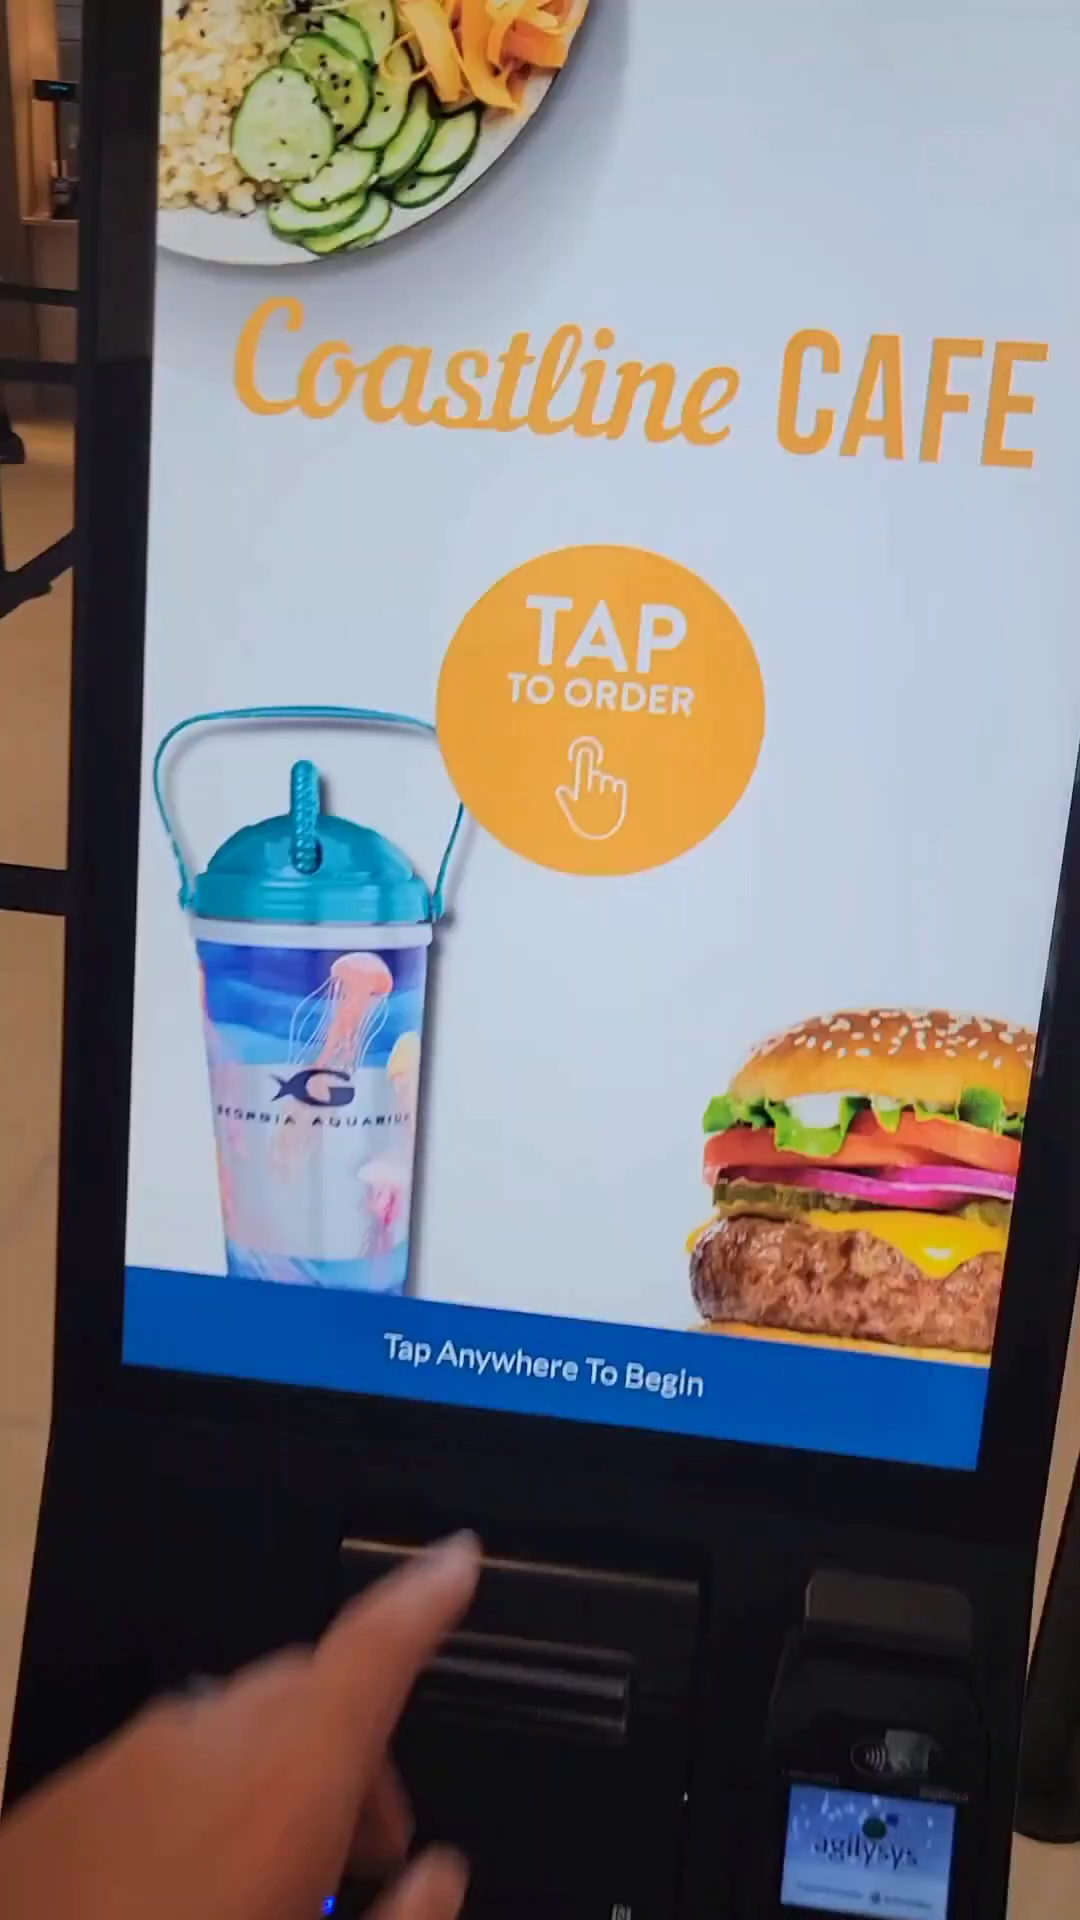 Coastline CAFE
TAP
TO ORDER
G
GEORGIA AQUARIUM
Tap Anywhere To Begin
agilysys